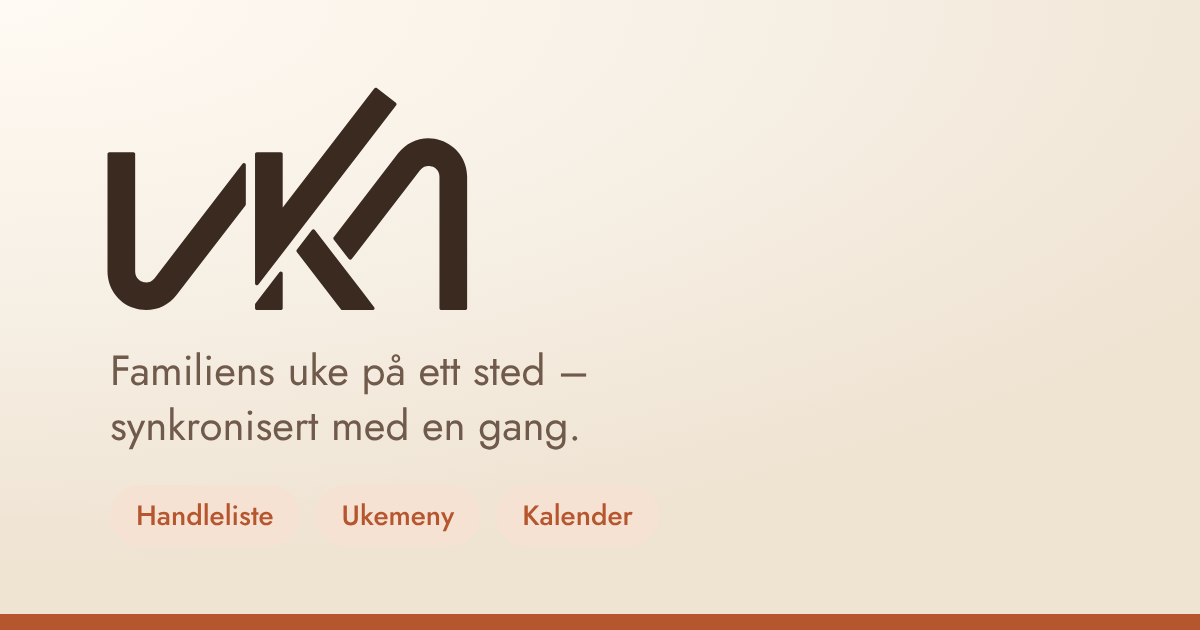 uka
Familiens uke på ett sted –
synkronisert med en gang.
Handleliste Ukemeny Kalender